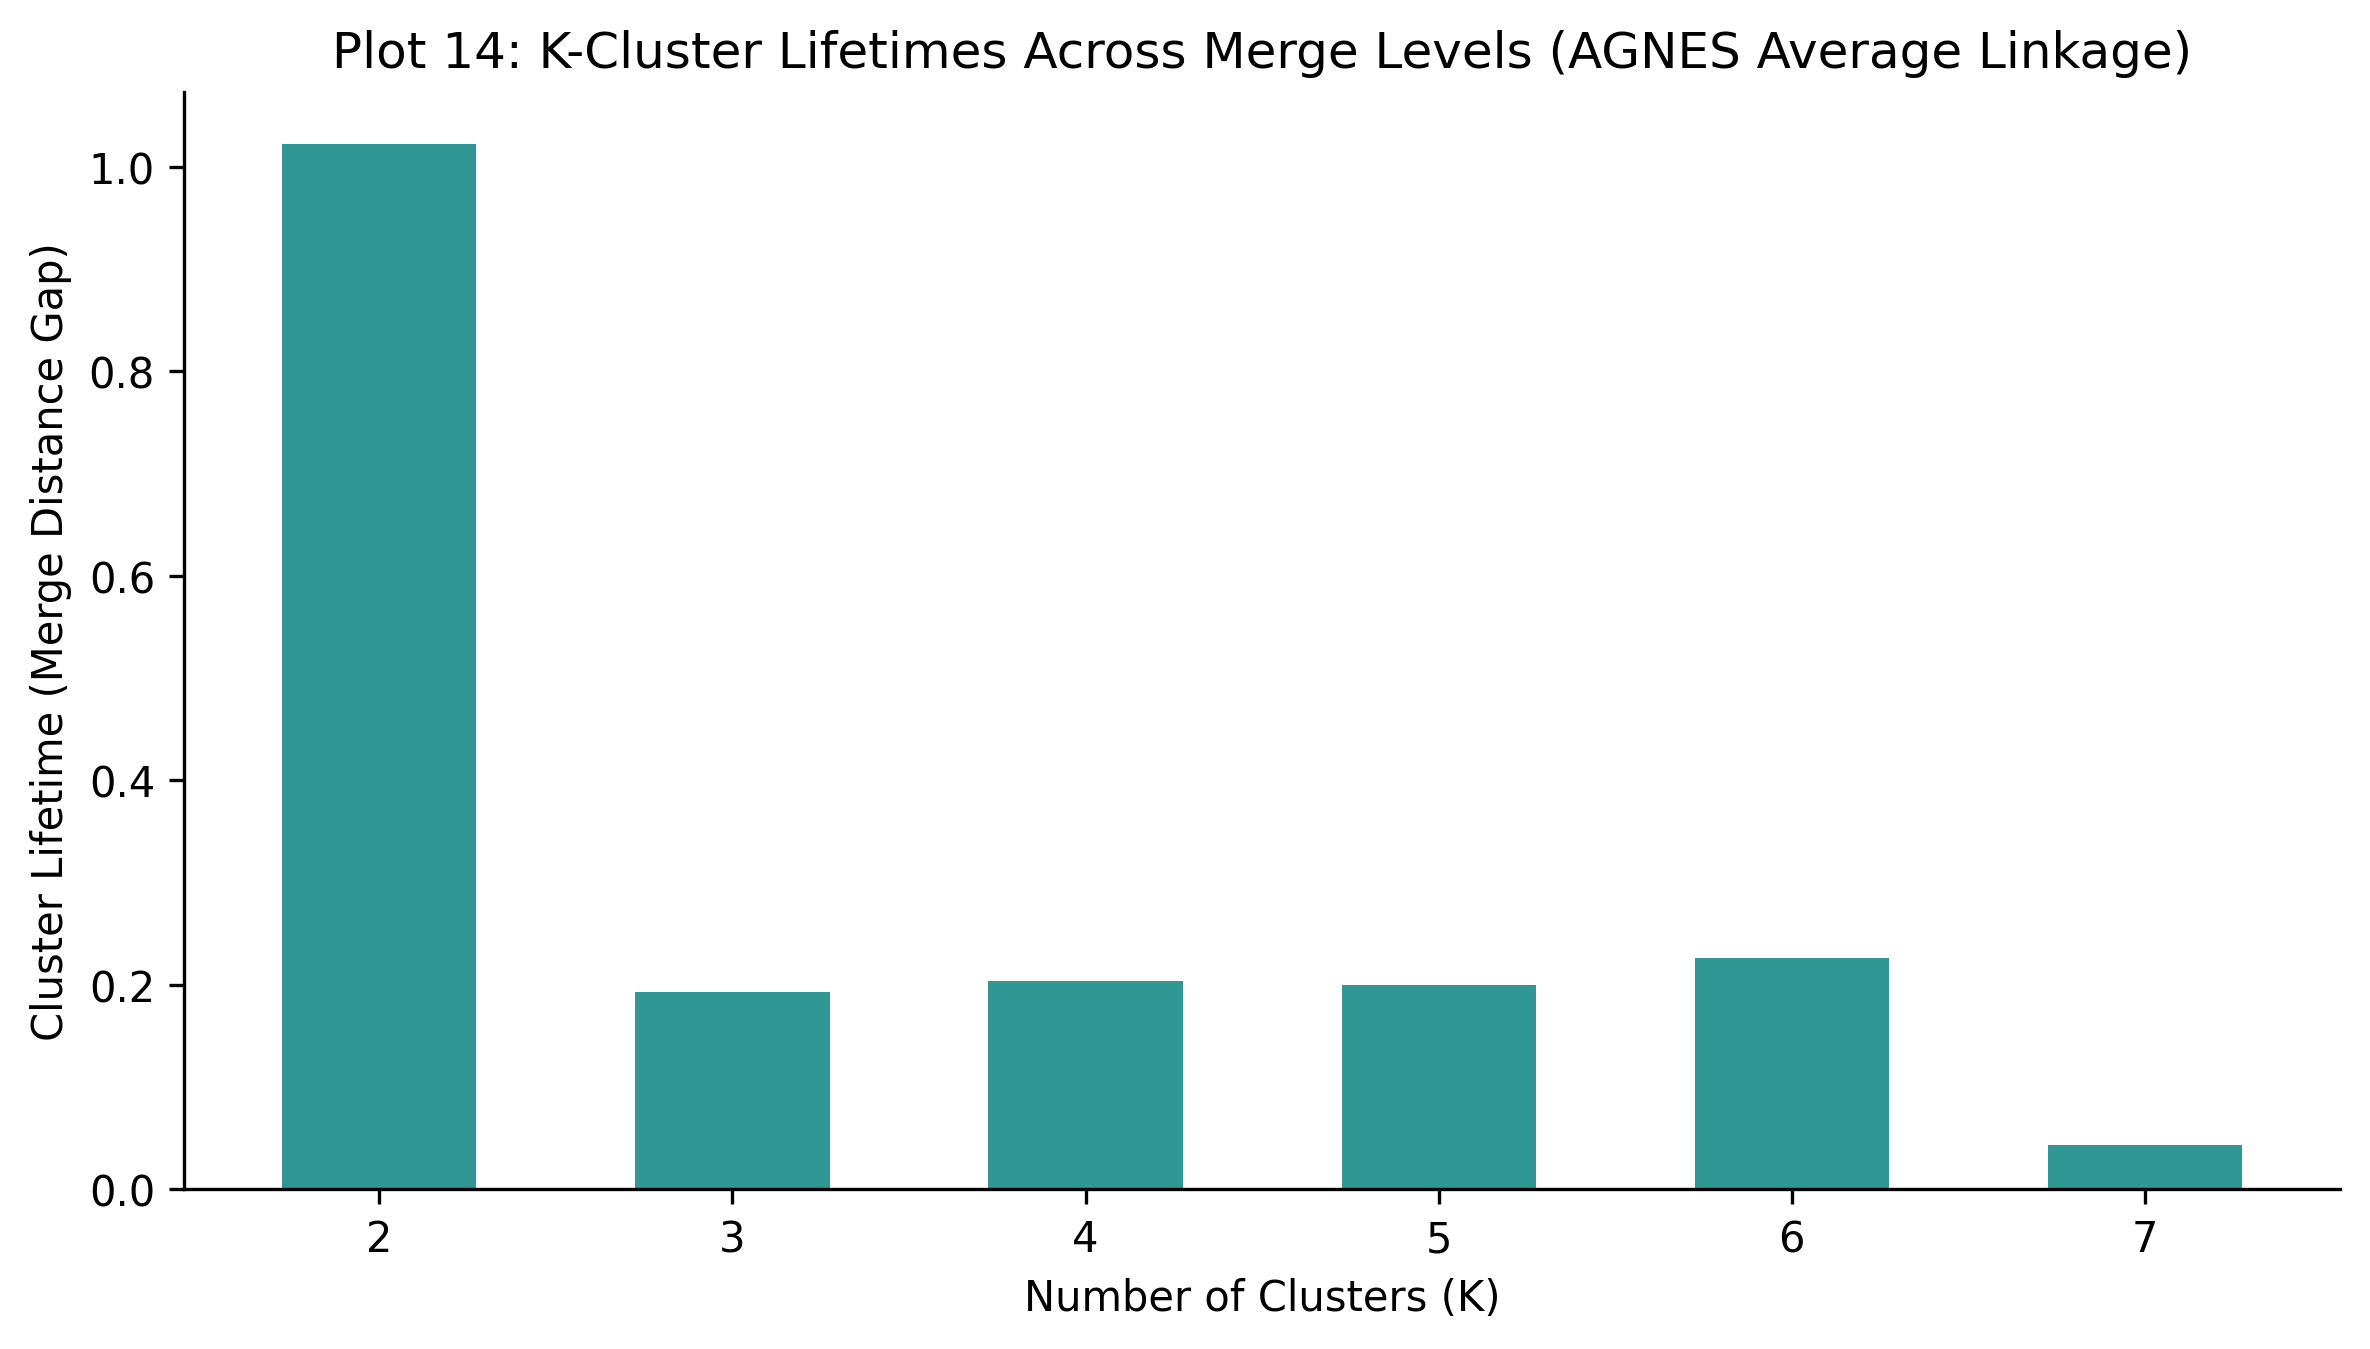 Plot 14: K-Cluster Lifetimes Across Merge Levels (AGNES Average Linkage)
Cluster Lifetime (Merge Distance Gap)
1.0
0.8
0.6
0.4
0.2
0.0
2 3 4 5 6 7
Number of Clusters (K)